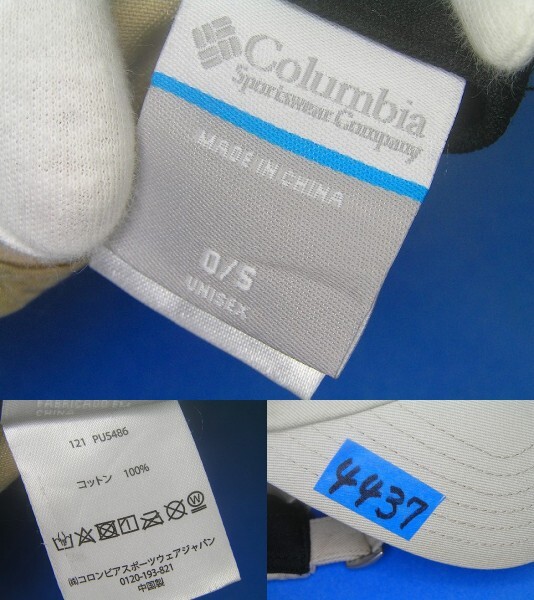 Columbia
Sportswear Company
MADE IN CHINA
O/S
UNISEX
CHINA
121 PU5486
コットン 100%
㈱コロンビアスポーツウェアジャパン
0120-193-821
中国製
4437